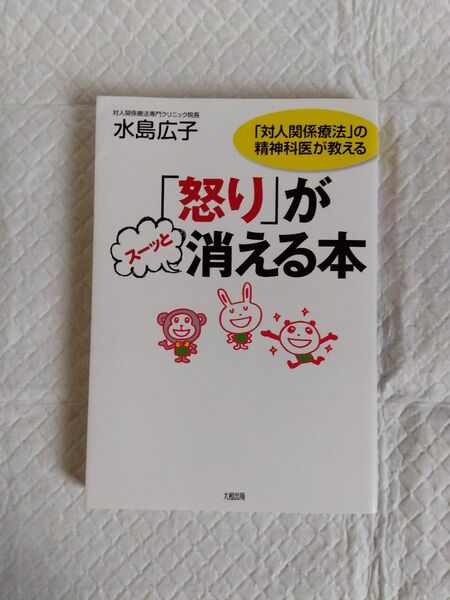 対人関係療法専門クリニック院長
水島広子
「対人関係療法」の
精神科医が教える
「怒り」が
スーッと
消える本
大和出版